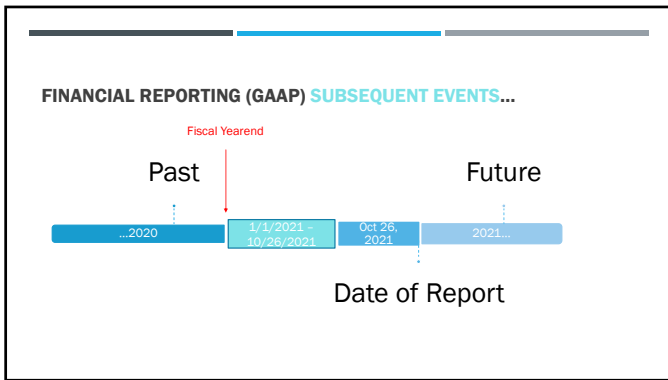 FINANCIAL REPORTING (GAAP) SUBSEQUENT EVENTS...
Fiscal Yearend
Past
Future
...2020
1/1/2021 –
10/26/2021
Oct 26,
2021
2021...
Date of Report